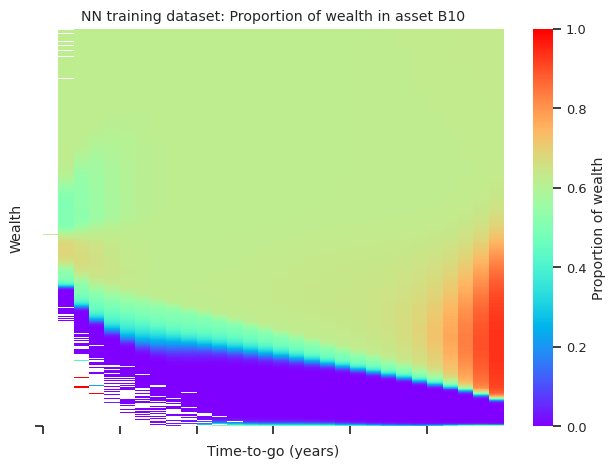 NN training dataset: Proportion of wealth in asset B10
Wealth
Time-to-go (years)
1.0
0.8
0.6
0.4
0.2
0.0
Proportion of wealth